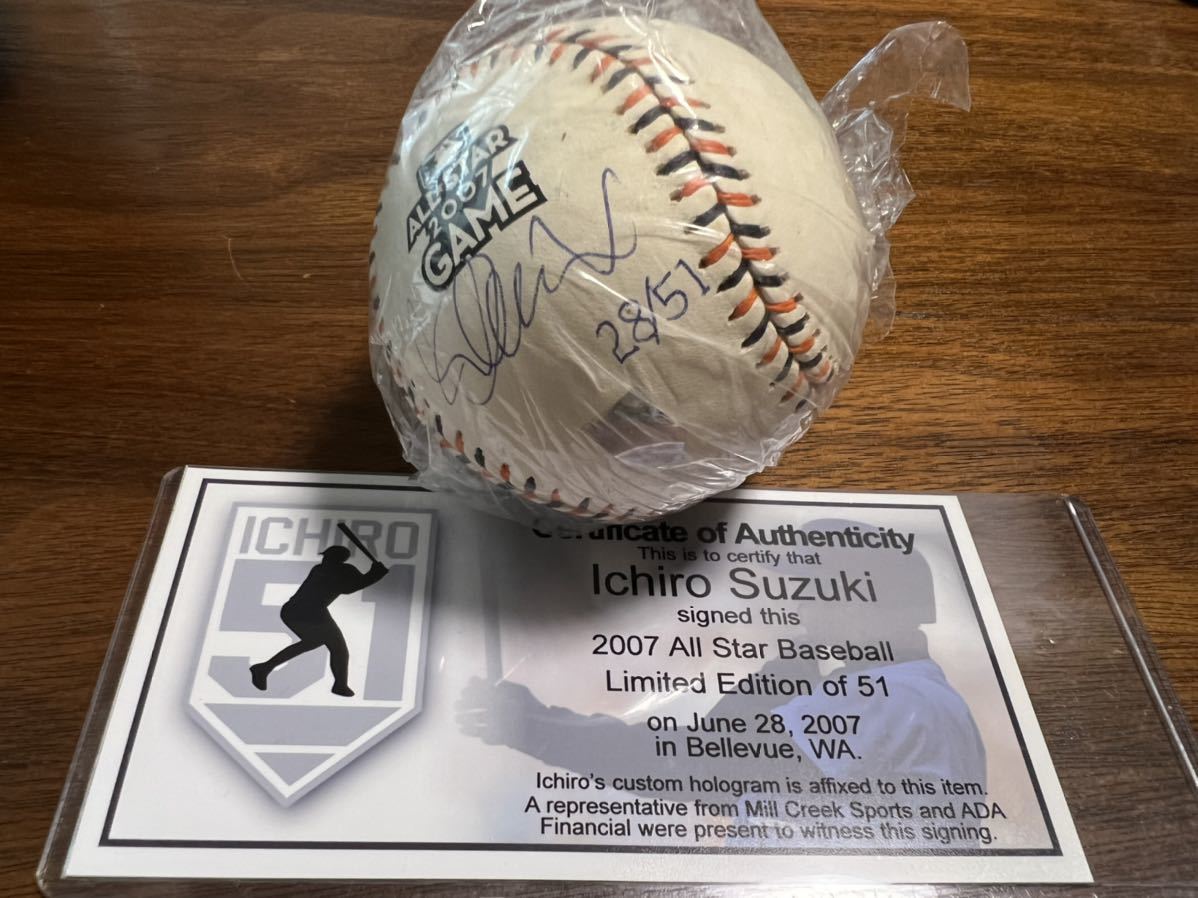 ALL STAR
2007
GAME
28/51
ICHIRO
51
Certificate of Authenticity
This is to certify that
Ichiro Suzuki
signed this
2007 All Star Baseball
Limited Edition of 51
on June 28, 2007
in Bellevue, WA.
Ichiro's custom hologram is affixed to this item.
A representative from Mill Creek Sports and ADA
Financial were present to witness this signing.